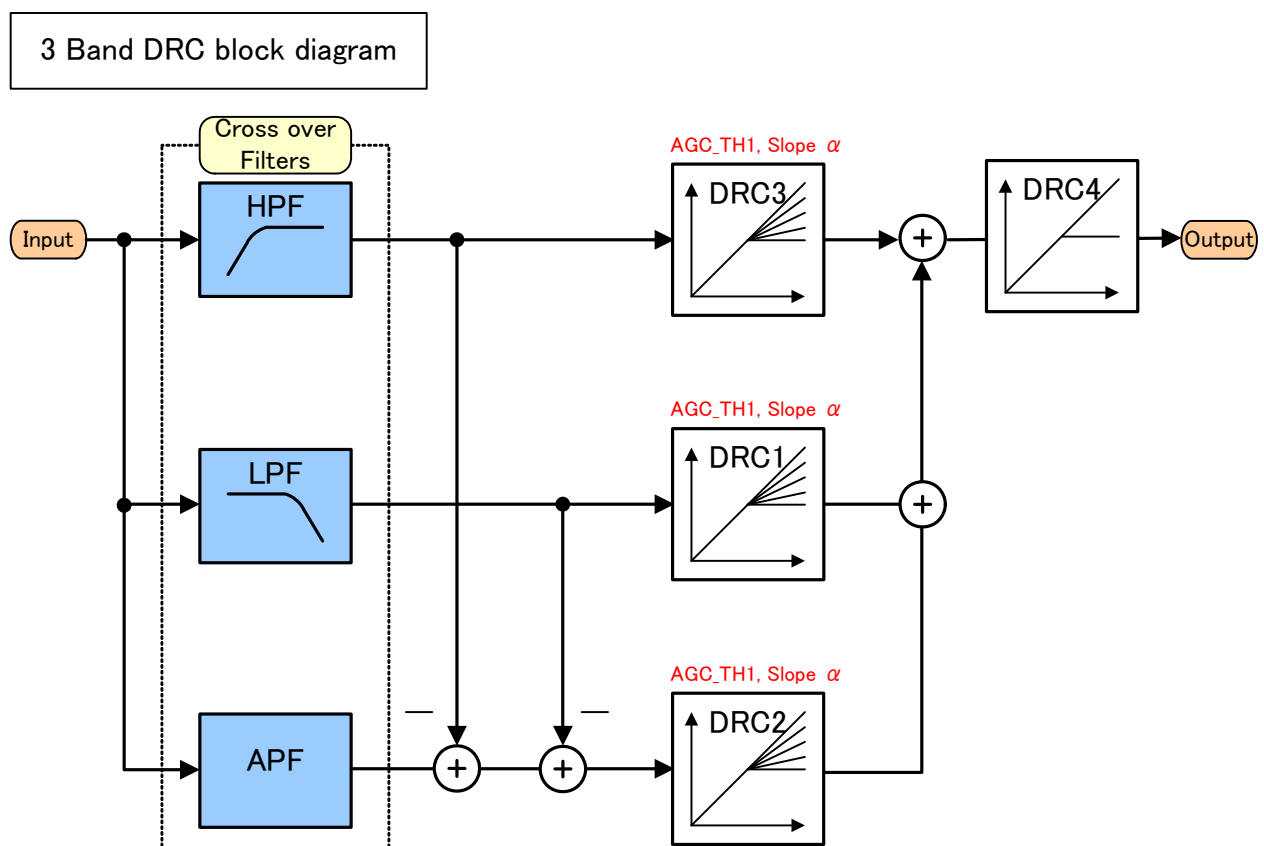 3 Band DRC block diagram
Cross over
Filters
AGC_TH1, Slope α
HPF
DRC3
DRC4
Input
+
Output
AGC_TH1, Slope α
LPF
DRC1
+
AGC_TH1, Slope α
— —
APF
DRC2
+ +